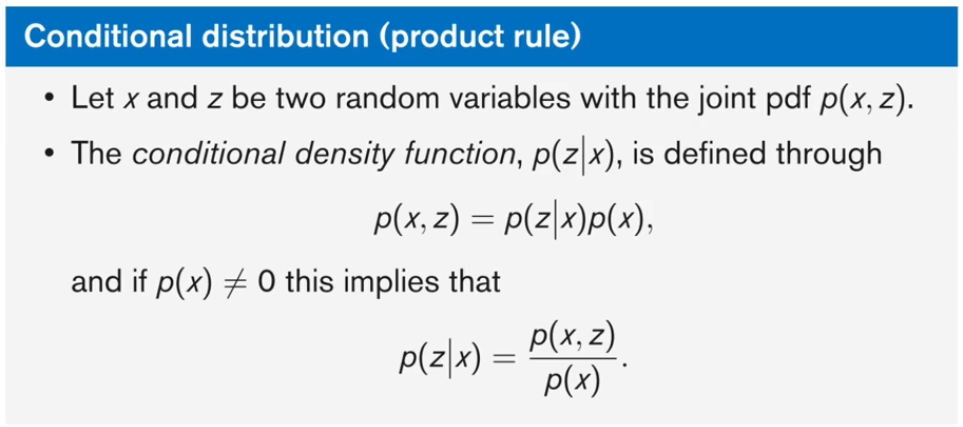 Conditional distribution (product rule)
• Let x and z be two random variables with the joint pdf p(x, z).
• The conditional density function, p(z|x), is defined through
p(x, z) = p(z|x)p(x),
and if p(x) ≠ 0 this implies that
p(z|x) = p(x, z) / p(x) .